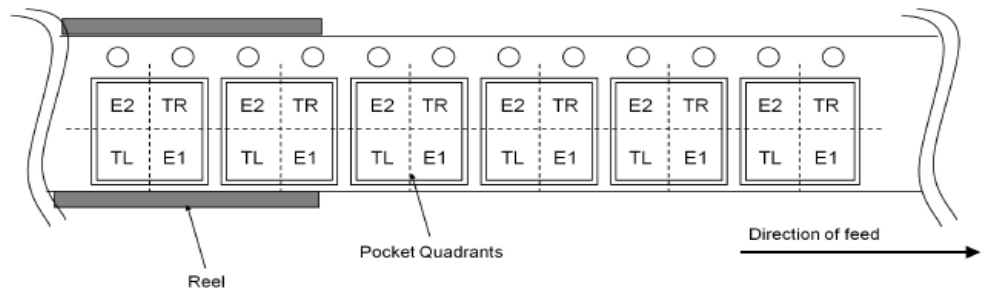 E2 TR E2 TR E2 TR E2 TR E2 TR E2 TR
TL E1 TL E1 TL E1 TL E1 TL E1 TL E1
Direction of feed
Pocket Quadrants
Reel